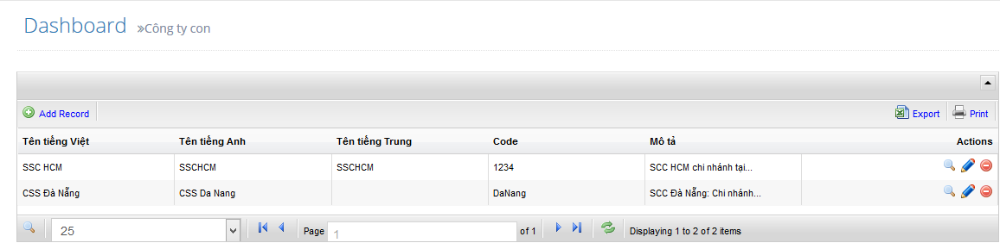 Dashboard »Công ty con
Add Record Export Print
Tên tiếng Việt Tên tiếng Anh Tên tiếng Trung Code Mô tả Actions
SSC HCM SSCHCM SSCHCM 1234 SCC HCM chi nhánh tại...
CSS Đà Nẵng CSS Da Nang DaNang SCC Đà Nẵng: Chi nhánh...
25 Page 1 of 1 Displaying 1 to 2 of 2 items